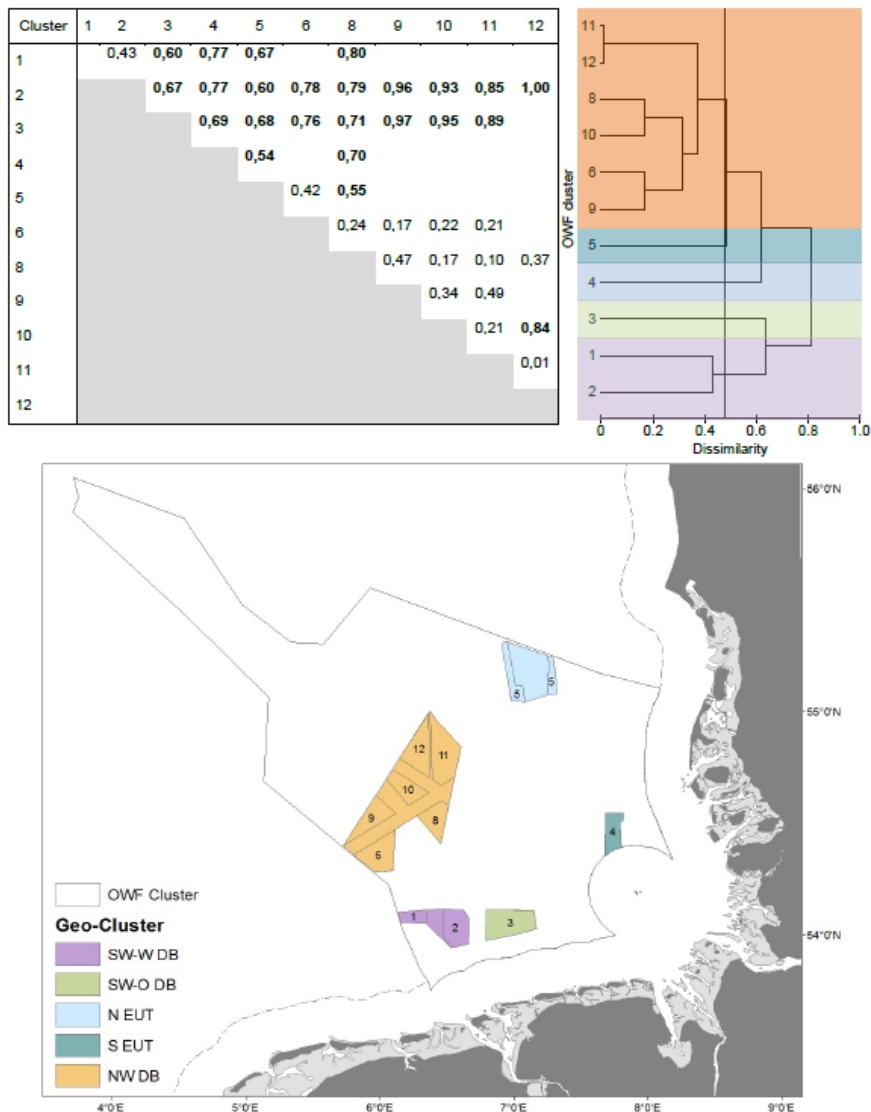 Cluster 1 2 3 4 5 6 8 9 10 11 12
1 0,43 0,60 0,77 0,67 0,80
2 0,67 0,77 0,60 0,78 0,79 0,96 0,93 0,85 1,00
3 0,69 0,68 0,76 0,71 0,97 0,95 0,89
4 0,54 0,70
5 0,42 0,55
6 0,24 0,17 0,22 0,21
8 0,47 0,17 0,10 0,37
9 0,34 0,49
10 0,21 0,84
11 0,01
12
OWF cluster
11
12
8
10
6
9
5
4
3
1
2
0 0.2 0.4 0.6 0.8 1.0
Dissimilarity
56°0'N
5 5
55°0'N
12 11
10
9 8
4
6
1 2 3
54°0'N
OWF Cluster
Geo-Cluster
SW-W DB
SW-O DB
N EUT
S EUT
NW DB
4°0'E 5°0'E 6°0'E 7°0'E 8°0'E 9°0'E